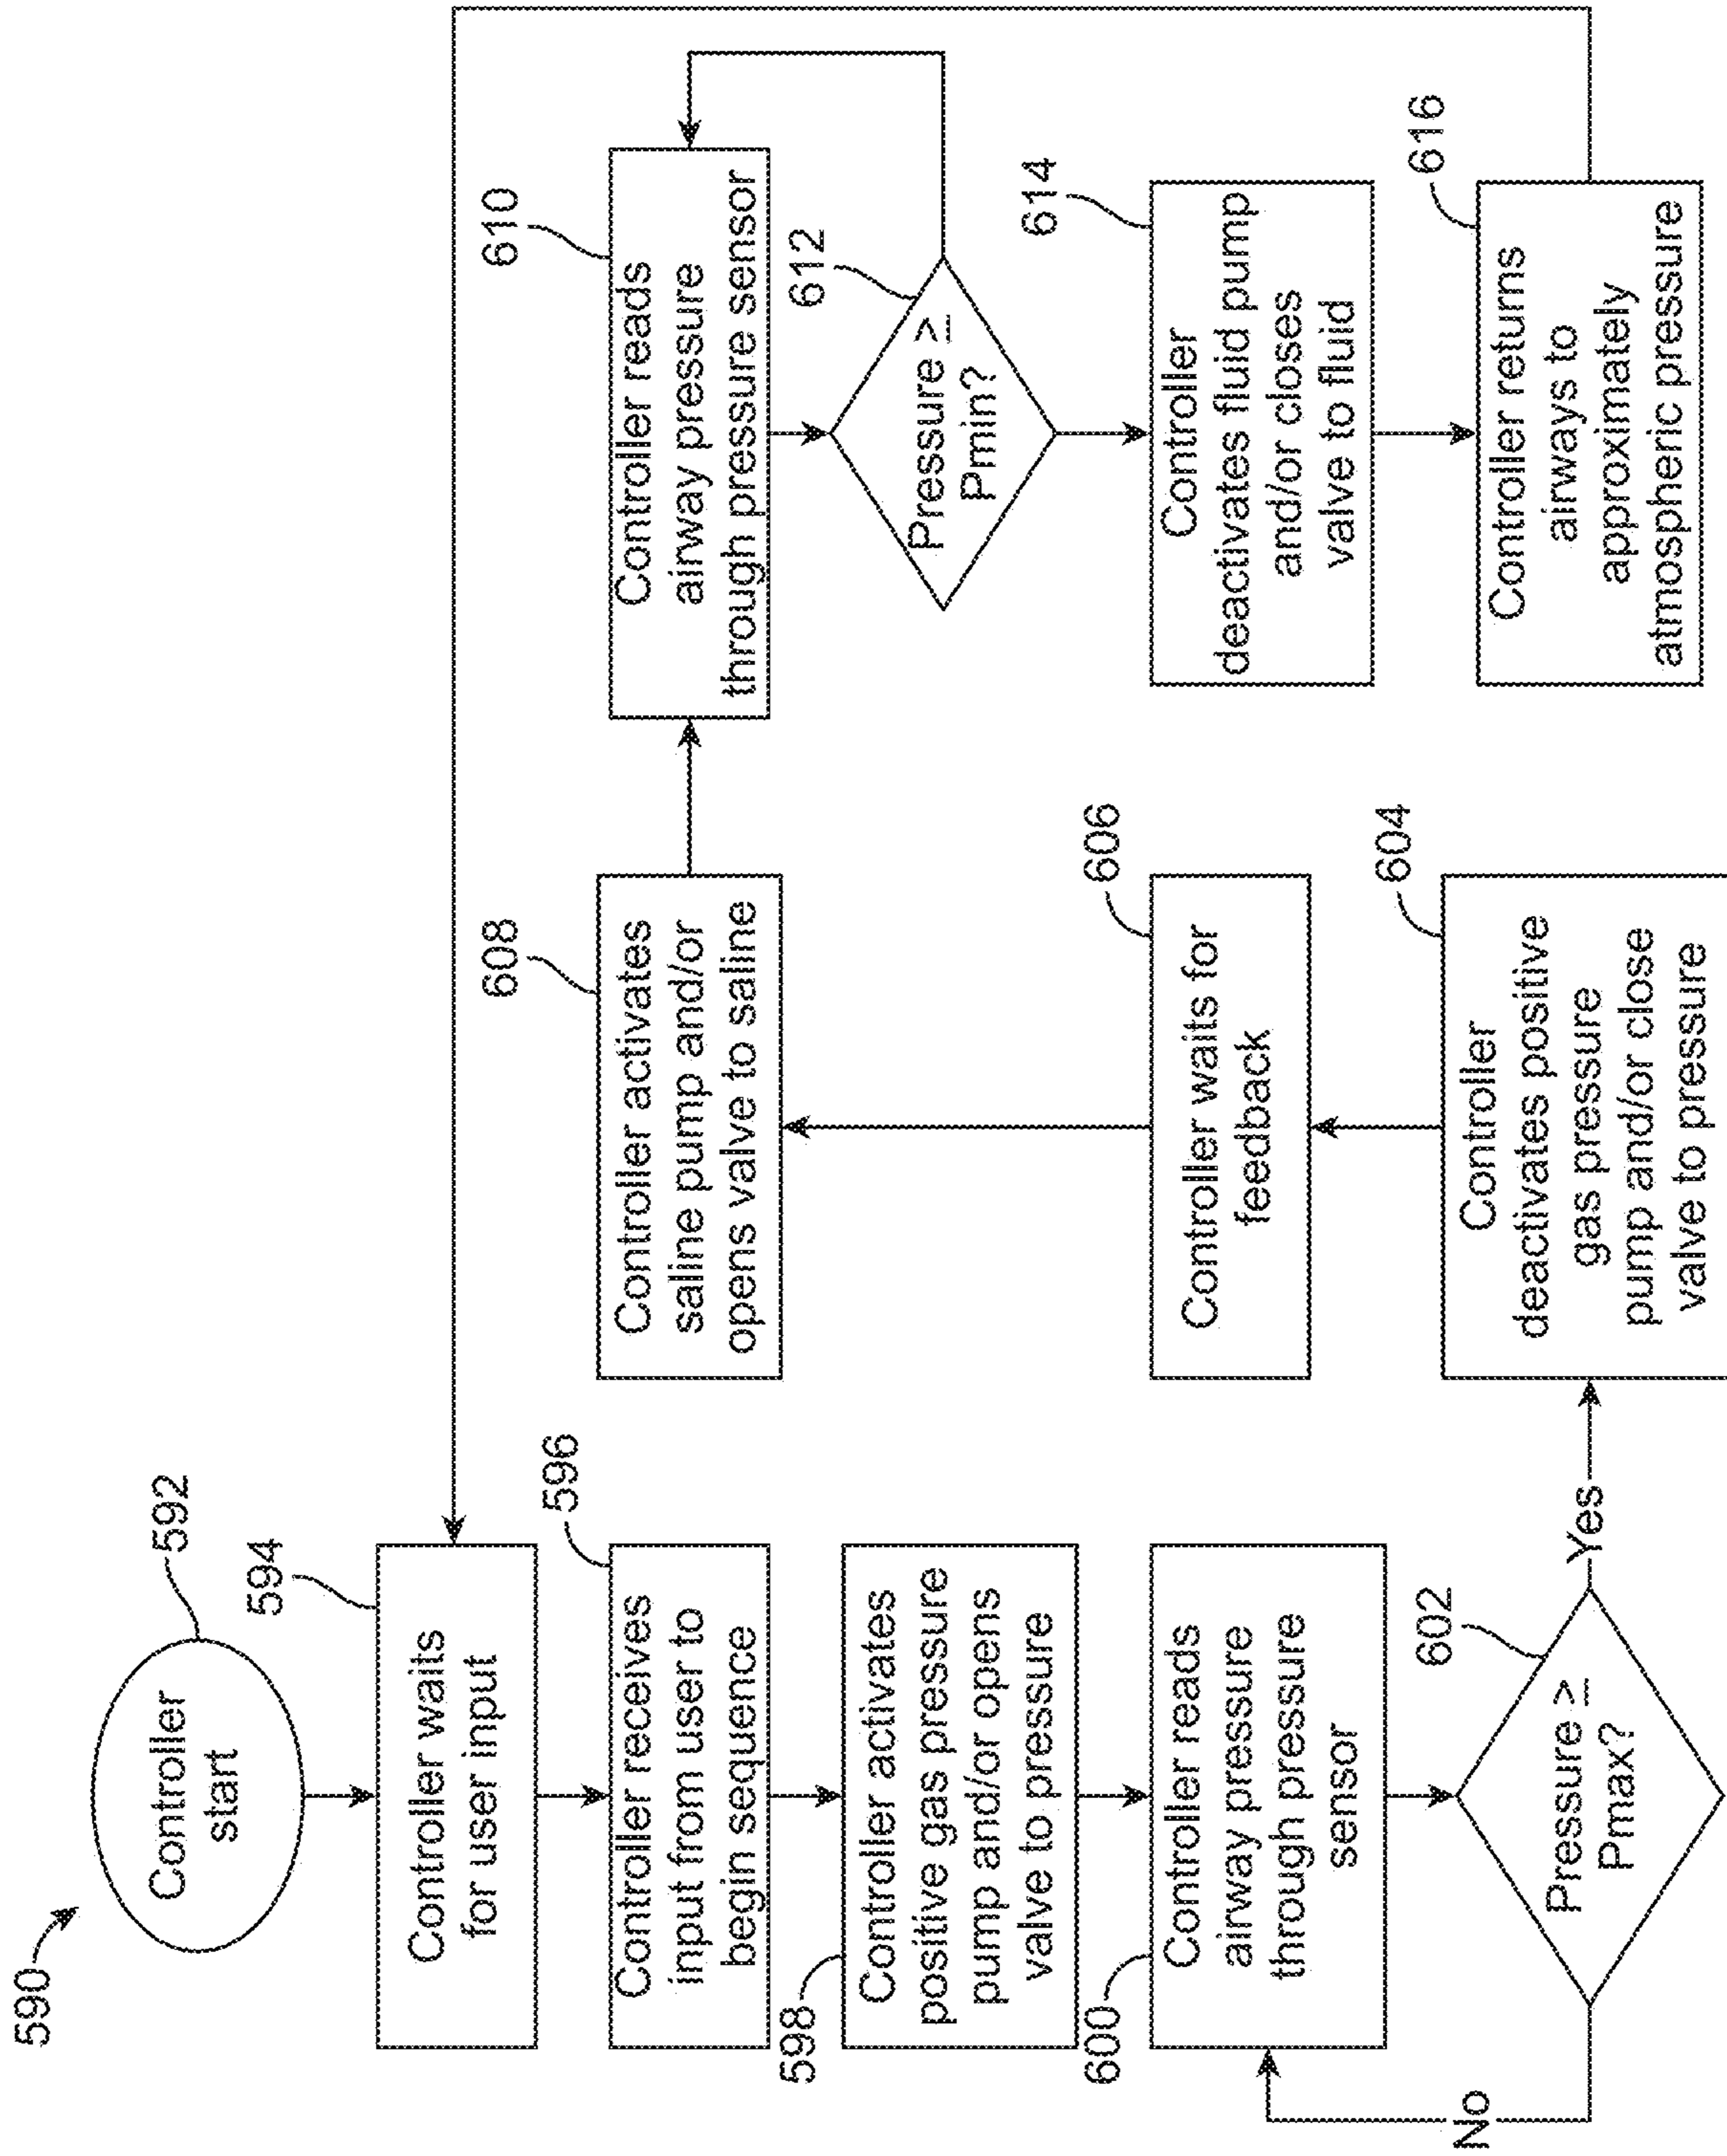 590
Controller
start
592
Controller waits
for user input
594
Controller receives
input from user to
begin sequence
596
Controller activates
positive gas pressure
pump and/or opens
valve to pressure
598
Controller reads
airway pressure
through pressure
sensor
600
Pressure ≥
Pmax?
602
No
Yes
Controller
deactivates positive
gas pressure
pump and/or close
valve to pressure
604
Controller waits for
feedback
606
Controller activates
saline pump and/or
opens valve to saline
608
Controller reads
airway pressure
through pressure sensor
610
Pressure ≥
Pmin?
612
Controller
deactivates fluid pump
and/or closes
valve to fluid
614
Controller returns
airways to
approximately
atmospheric pressure
616